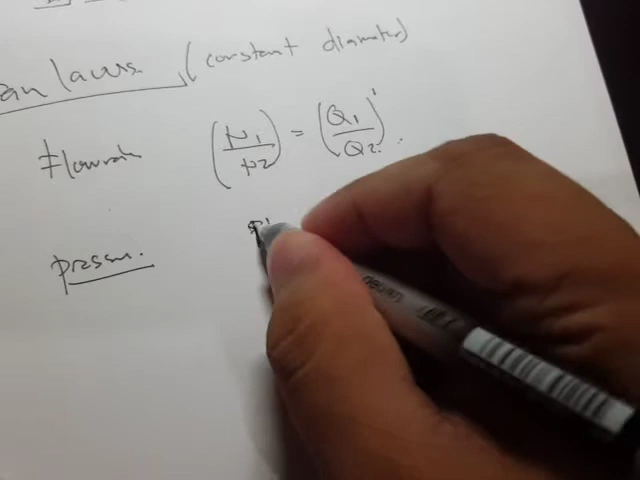 an laws. (constant diameter)
Flowrate (N1/N2) = (Q1/Q2)^1.
pressure.